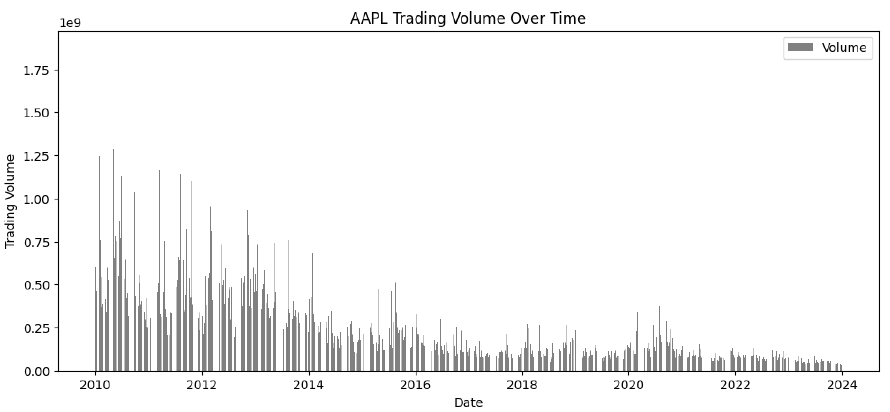 AAPL Trading Volume Over Time
1e9
Volume
1.75
1.50
1.25
1.00
0.75
0.50
0.25
0.00
Trading Volume
2010 2012 2014 2016 2018 2020 2022 2024
Date